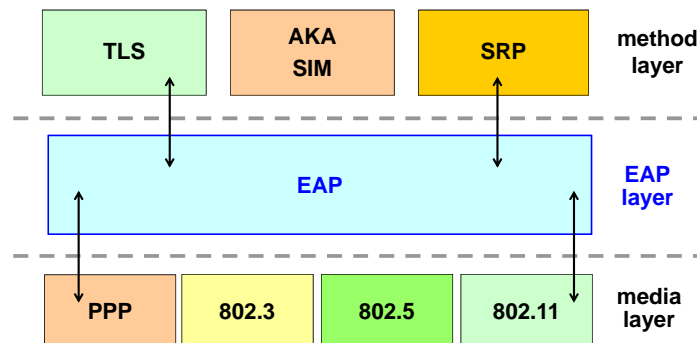 TLS
AKA
SIM
SRP
method
layer
EAP
EAP
layer
PPP
802.3
802.5
802.11
media
layer